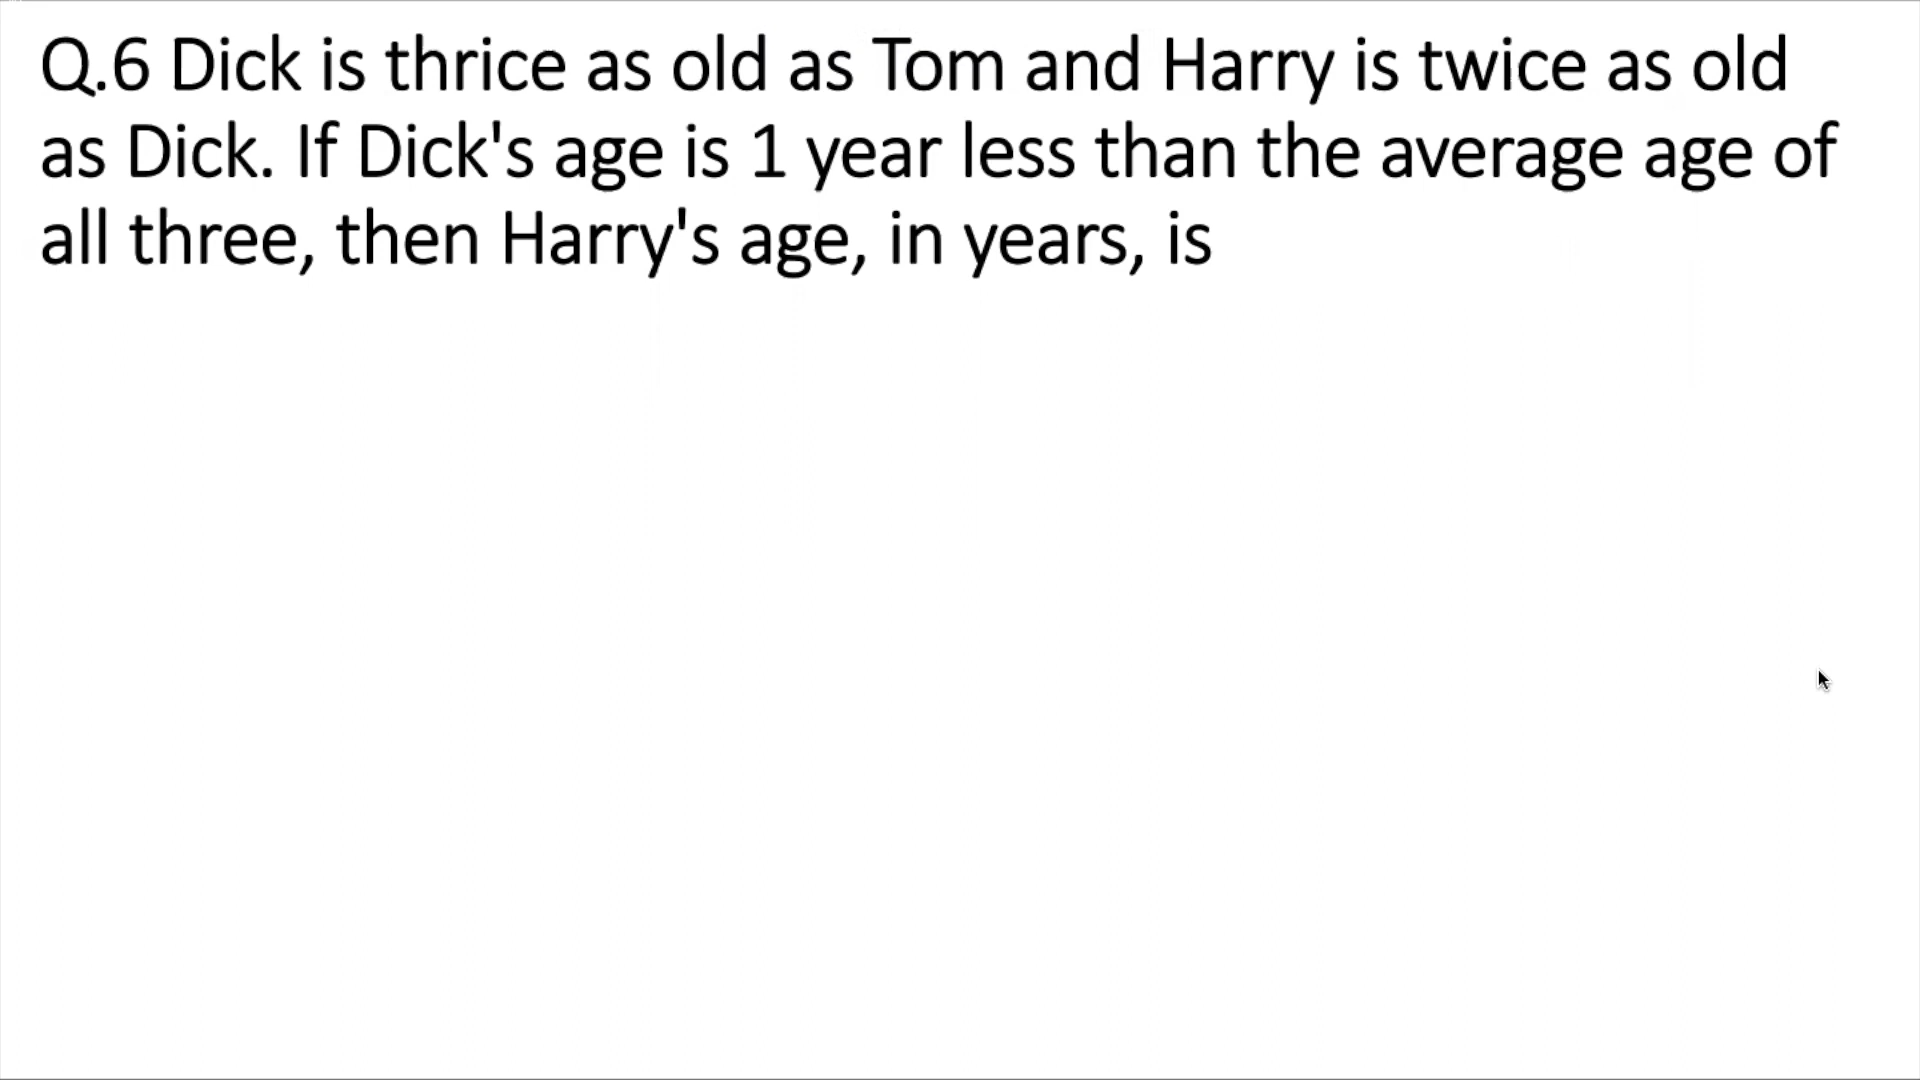 Q.6 Dick is thrice as old as Tom and Harry is twice as old
as Dick. If Dick's age is 1 year less than the average age of
all three, then Harry's age, in years, is